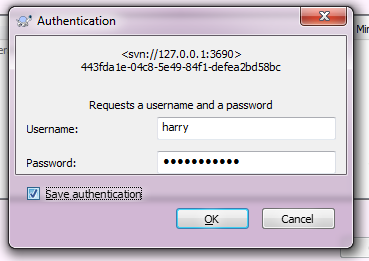 Authentication
<svn://127.0.0.1:3690>
443fda1e-04c8-5e49-84f1-defea2bd58bc
Requests a username and a password
Username:
harry
Password:
●●●●●●●●●●●
Save authentication
OK
Cancel
Min